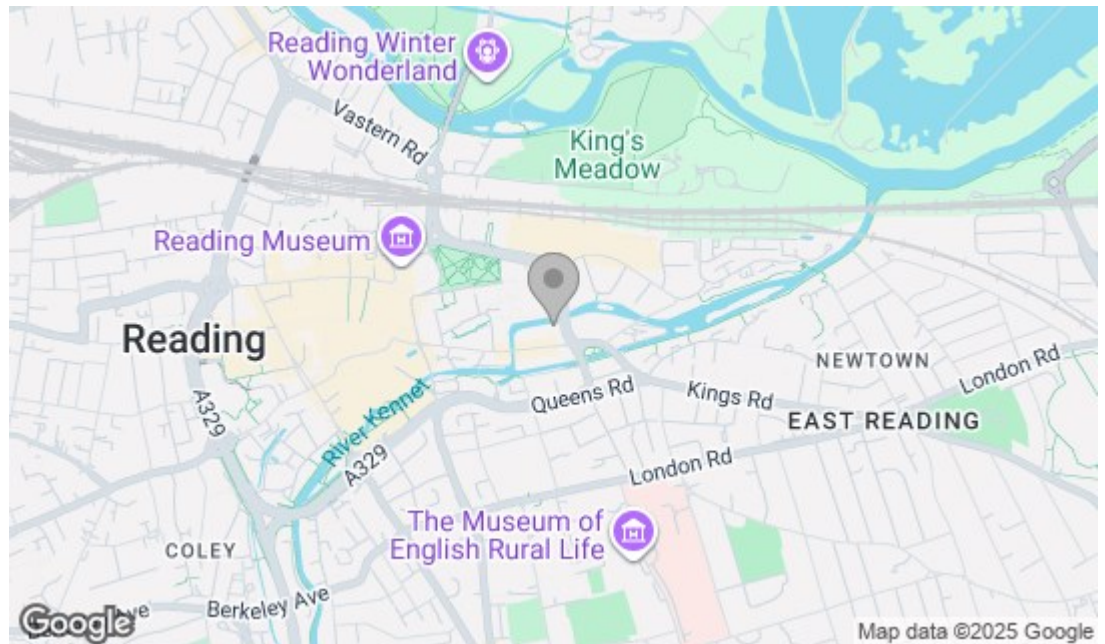 Reading Winter
Wonderland
Vastern Rd
King's
Meadow
Reading Museum
Reading
NEWTOWN
London Rd
Kings Rd
Queens Rd
EAST READING
A329
River Kennet
A329
London Rd
The Museum of
English Rural Life
COLEY
Berkeley Ave
Ave
Google
Map data ©2025 Google